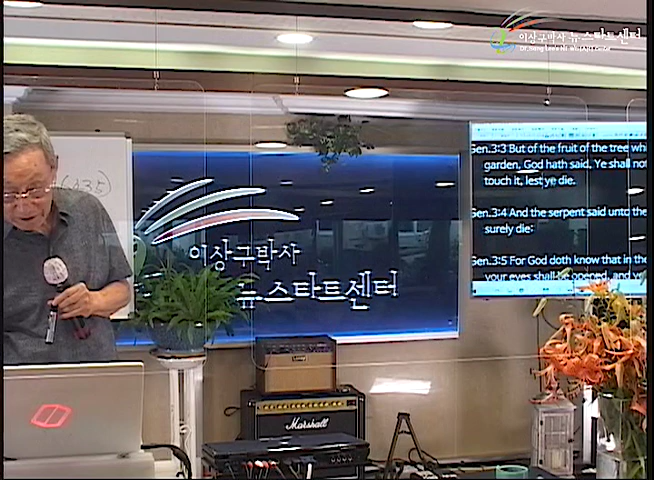 이상구박사 뉴스타트센터
(135)
이상구박사
뉴스타트센터
Gen.3:3 But of the fruit of the tree whi
garden, God hath said, Ye shall not
touch it, lest ye die.
Gen.3:4 And the serpent said unto the
surely die:
Gen.3:5 For God doth know that in the
your eyes shall be opened, and ye
Marshall